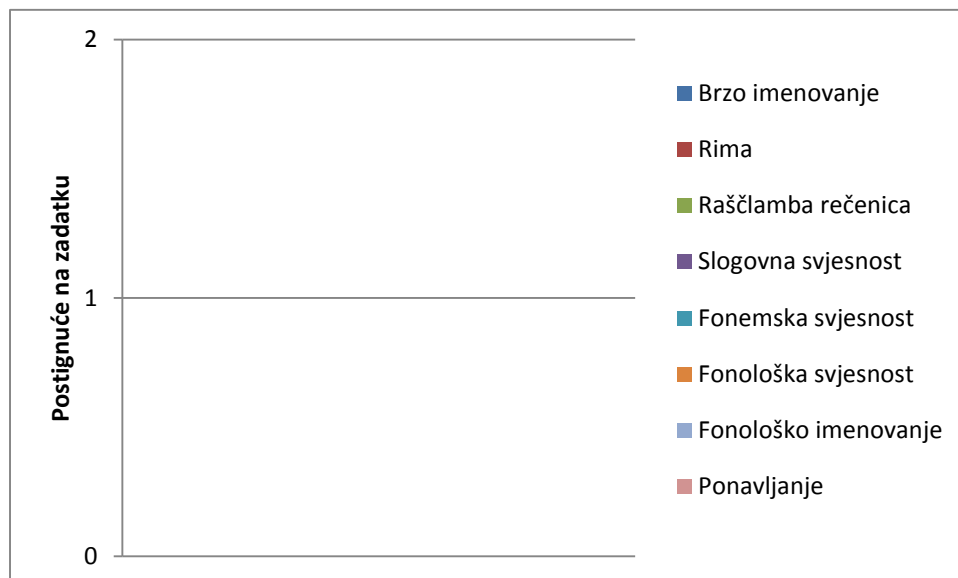 Postignuće na zadatku
2
1
0
Brzo imenovanje
Rima
Raščlamba rečenica
Slogovna svjesnost
Fonemska svjesnost
Fonološka svjesnost
Fonološko imenovanje
Ponavljanje